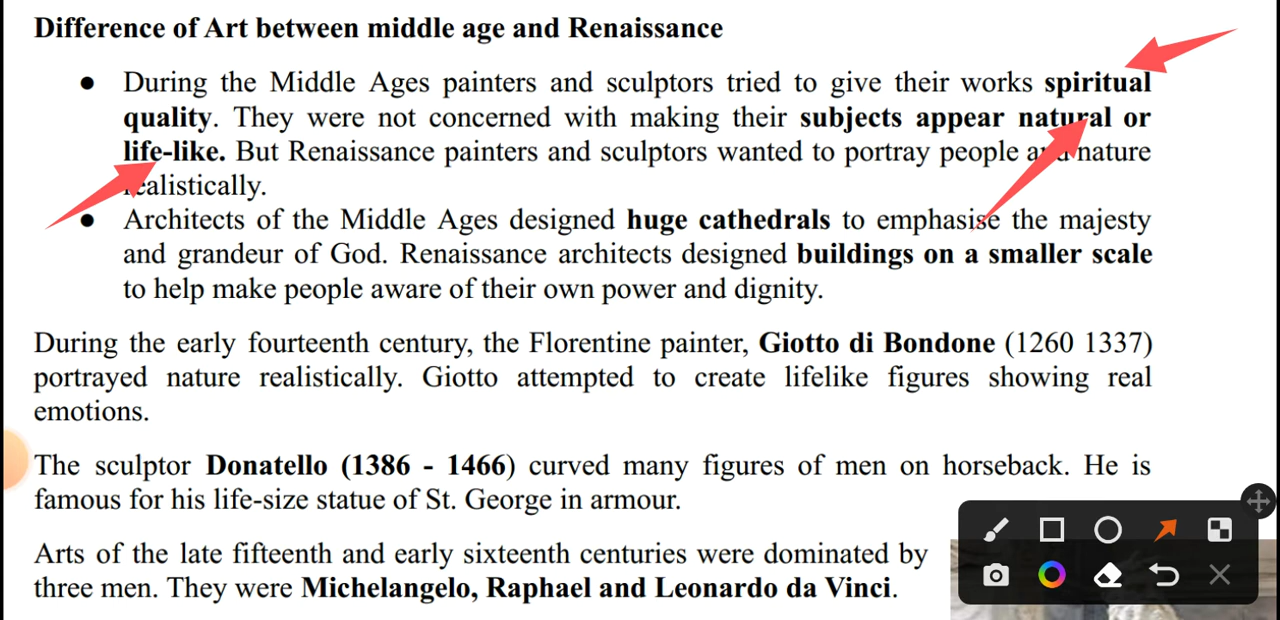 Difference of Art between middle age and Renaissance
● During the Middle Ages painters and sculptors tried to give their works spiritual
quality. They were not concerned with making their subjects appear natural or
life-like. But Renaissance painters and sculptors wanted to portray people and nature
realistically.
● Architects of the Middle Ages designed huge cathedrals to emphasise the majesty
and grandeur of God. Renaissance architects designed buildings on a smaller scale
to help make people aware of their own power and dignity.
During the early fourteenth century, the Florentine painter, Giotto di Bondone (1260 1337)
portrayed nature realistically. Giotto attempted to create lifelike figures showing real
emotions.
The sculptor Donatello (1386 - 1466) curved many figures of men on horseback. He is
famous for his life-size statue of St. George in armour.
Arts of the late fifteenth and early sixteenth centuries were dominated by
three men. They were Michelangelo, Raphael and Leonardo da Vinci.